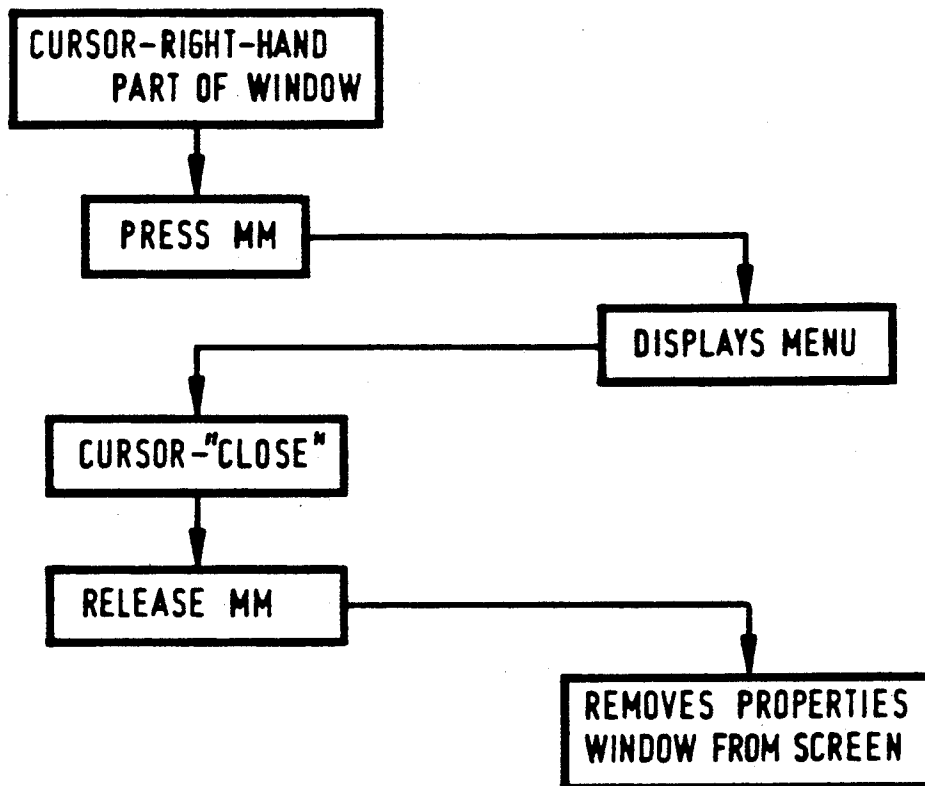 CURSOR-RIGHT-HAND
PART OF WINDOW
PRESS MM
DISPLAYS MENU
CURSOR-"CLOSE"
RELEASE MM
REMOVES PROPERTIES
WINDOW FROM SCREEN